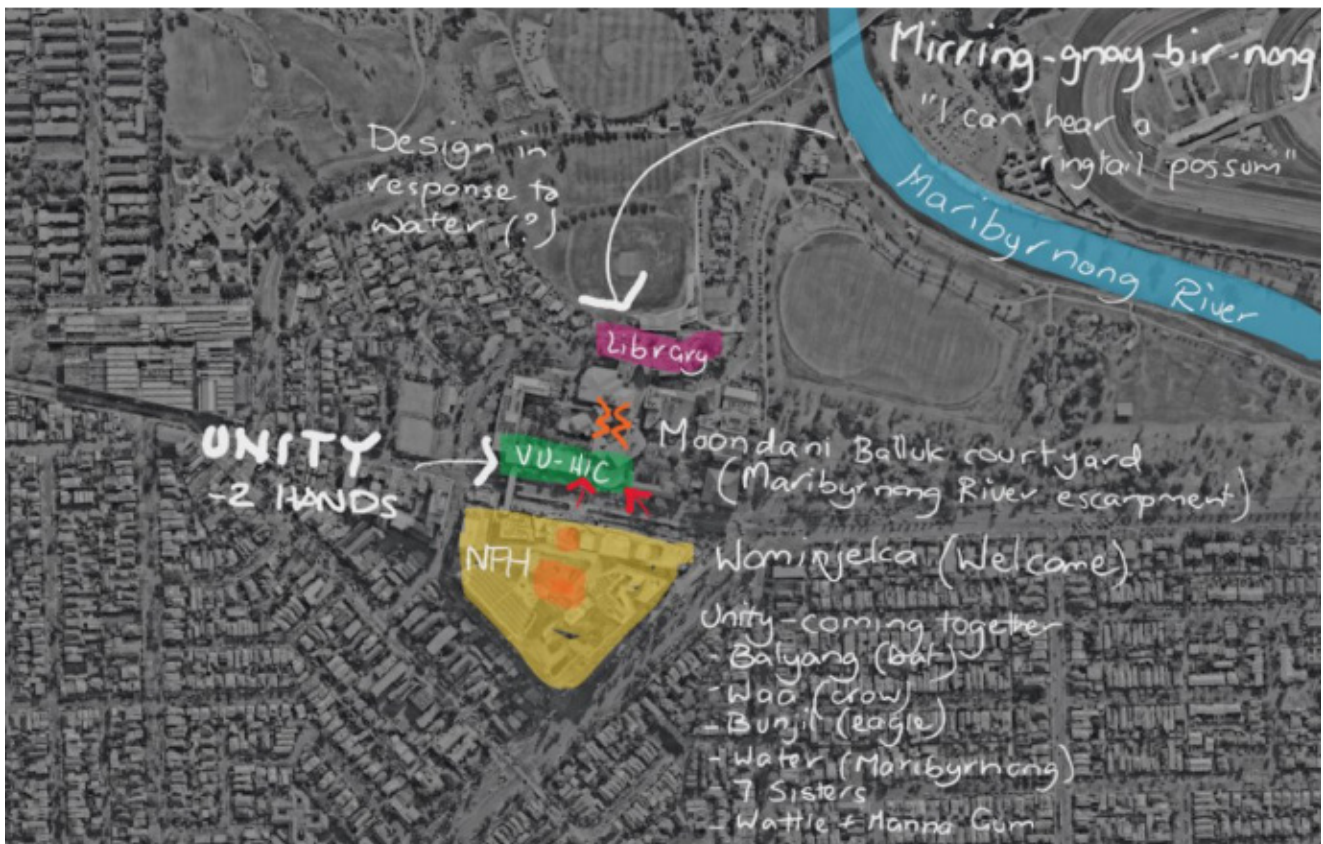 Mirring-gnay-bir-nong
"I can hear a
ringtail possum"
Maribyrnong River
Design in
response to
water (?)
Library
UNITY
-2 HANDS
VU-HIC
Moondani Balluk courtyard
(Maribyrnong River escarpment)
NFH
Wominjeka (Welcome)
Unity-coming together
- Balyang (bat)
- Waa (crow)
- Bunjil (eagle)
- Water (Maribyrnong)
7 Sisters
- Wattle + Manna Gum